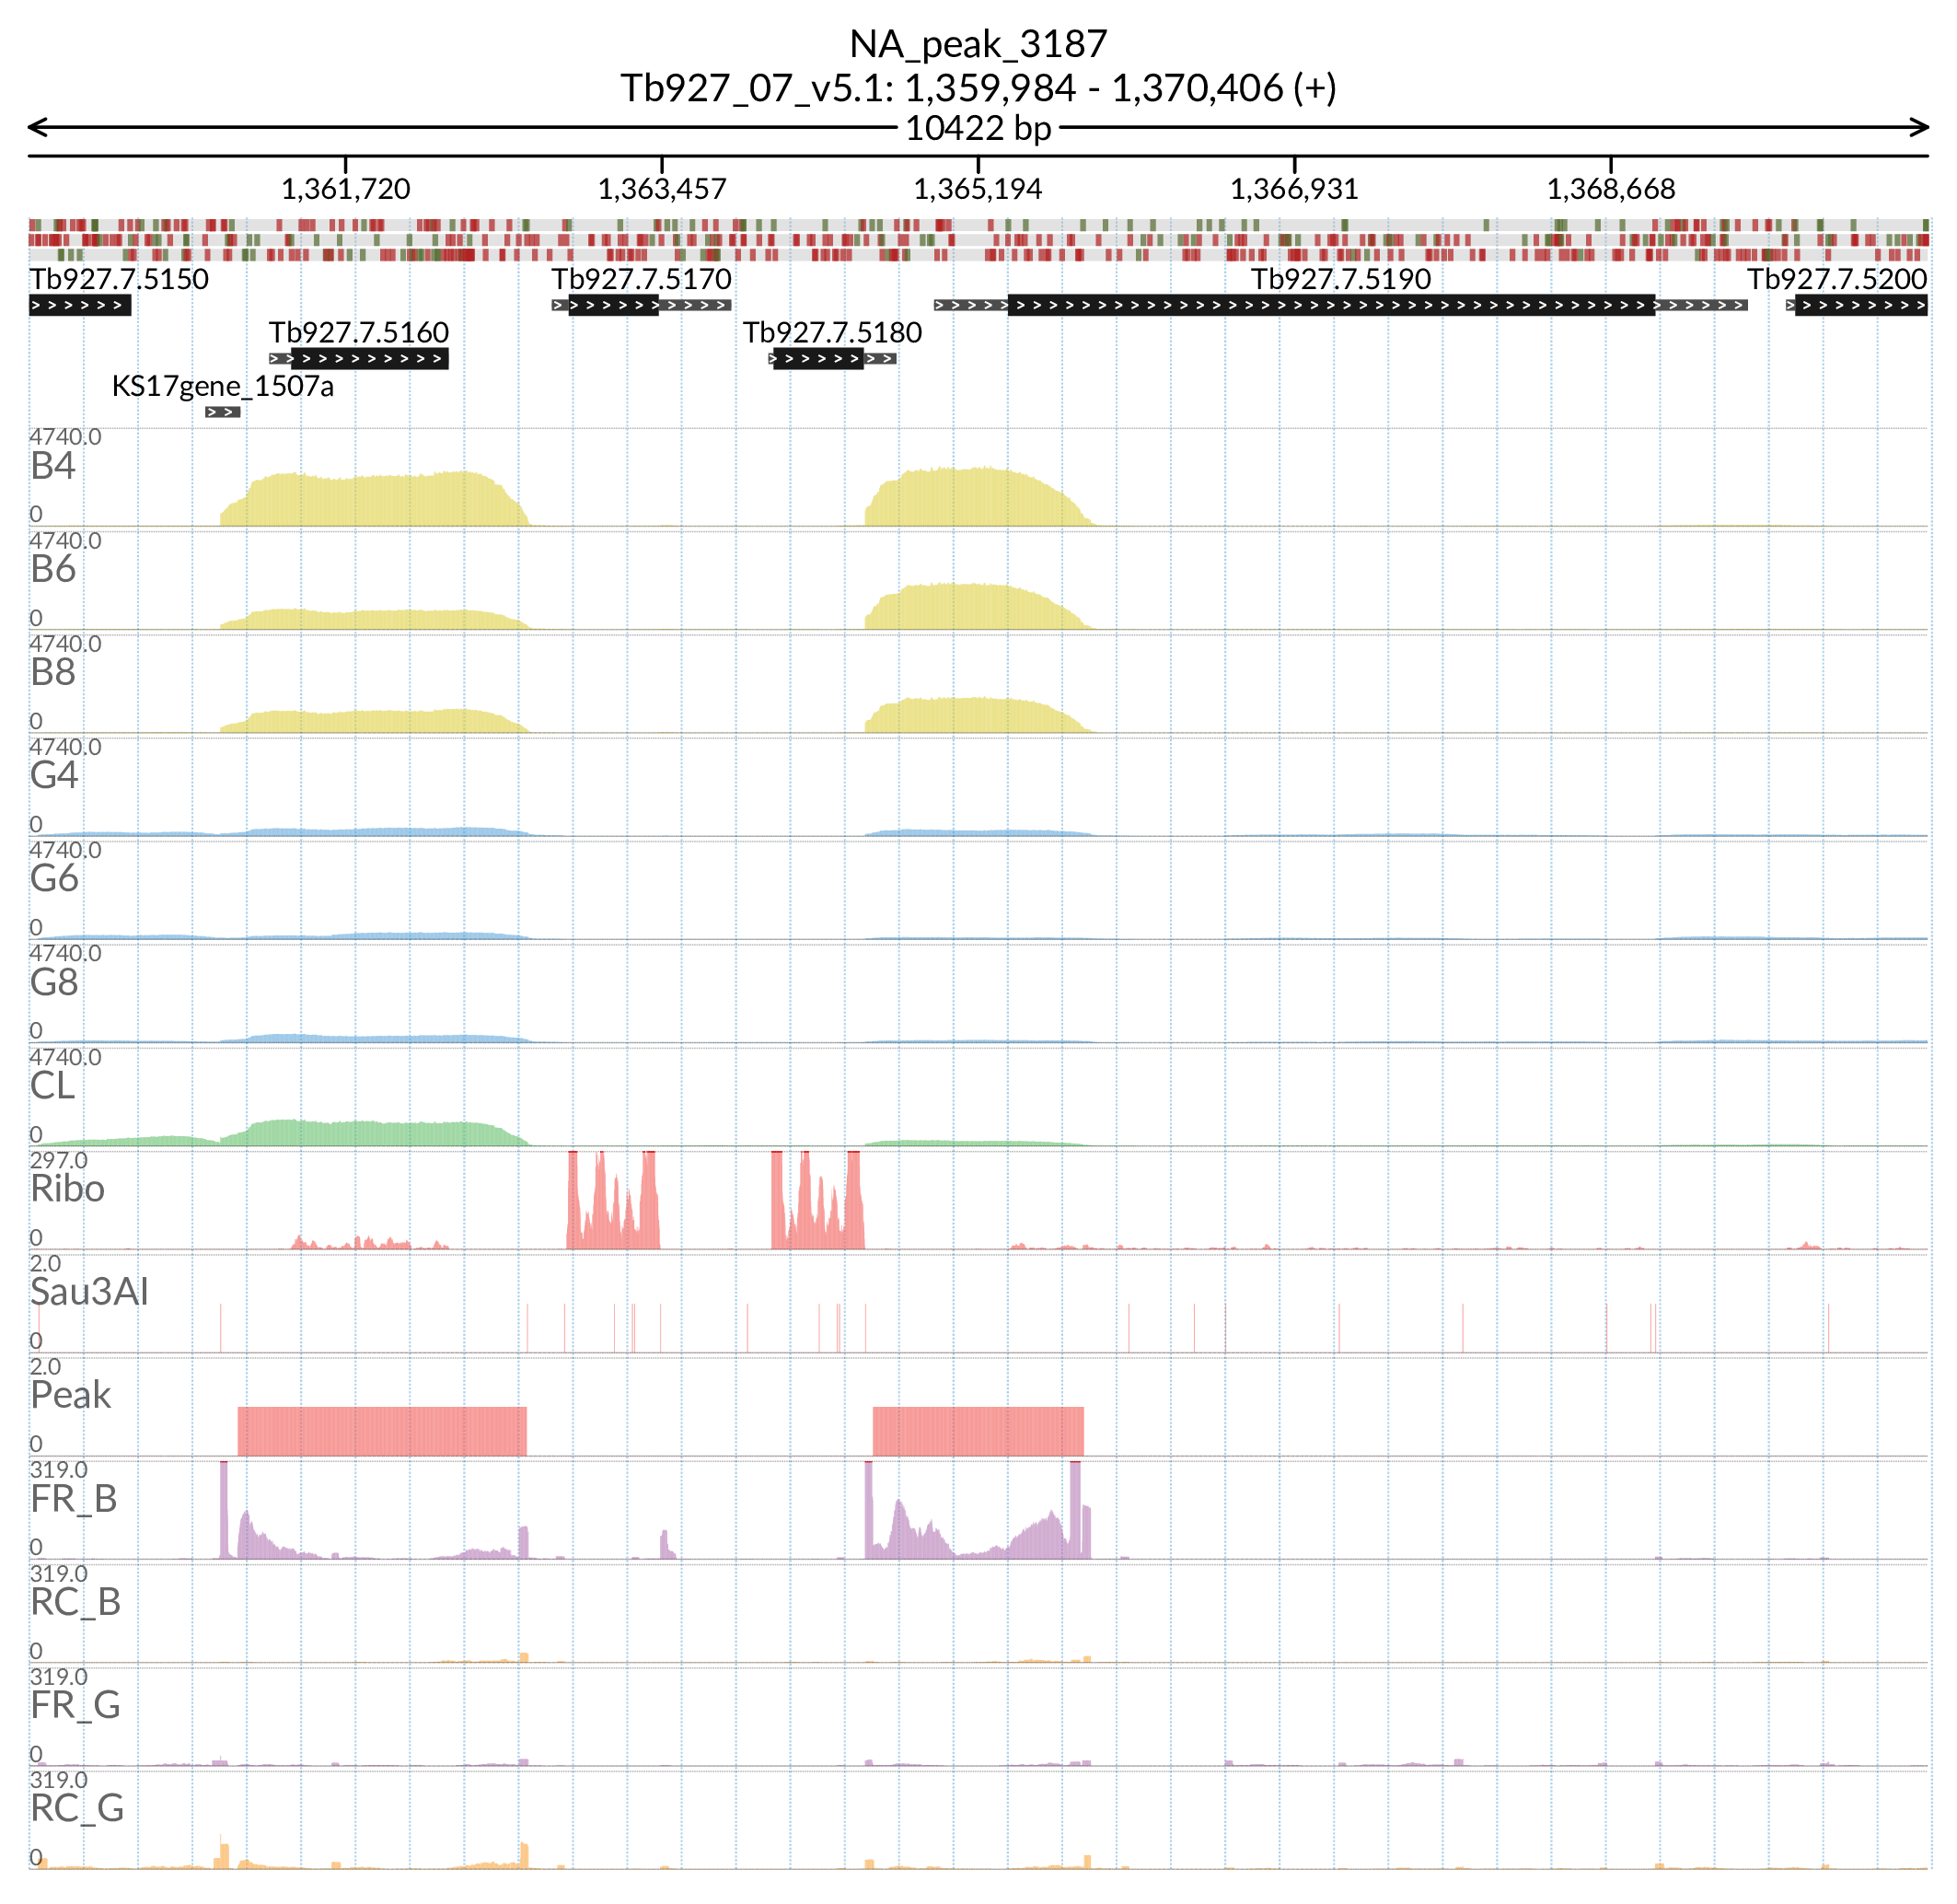 NA_peak_3187
Tb927_07_v5.1: 1,359,984 - 1,370,406 (+)
10422 bp
1,361,720 1,363,457 1,365,194 1,366,931 1,368,668
Tb927.7.5150 Tb927.7.5170 Tb927.7.5190 Tb927.7.5200
Tb927.7.5160 Tb927.7.5180
KS17gene_1507a
4740.0
B4
0
4740.0
B6
0
4740.0
B8
0
4740.0
G4
0
4740.0
G6
0
4740.0
G8
0
4740.0
CL
0
297.0
Ribo
0
2.0
Sau3AI
0
2.0
Peak
0
319.0
FR_B
0
319.0
RC_B
0
319.0
FR_G
0
319.0
RC_G
0